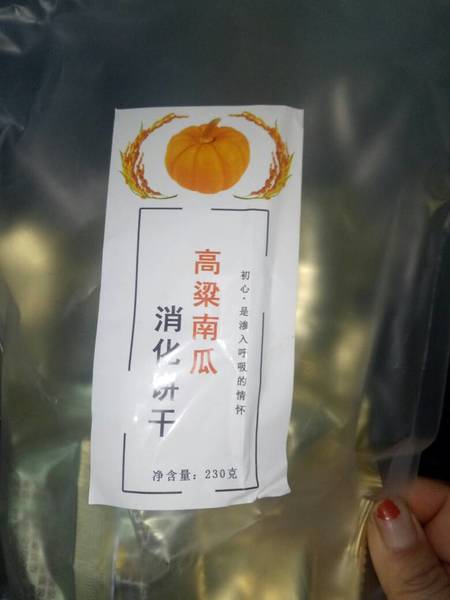 高粱南瓜
消化饼干
初心·是渗入呼吸的情怀
净含量：230克